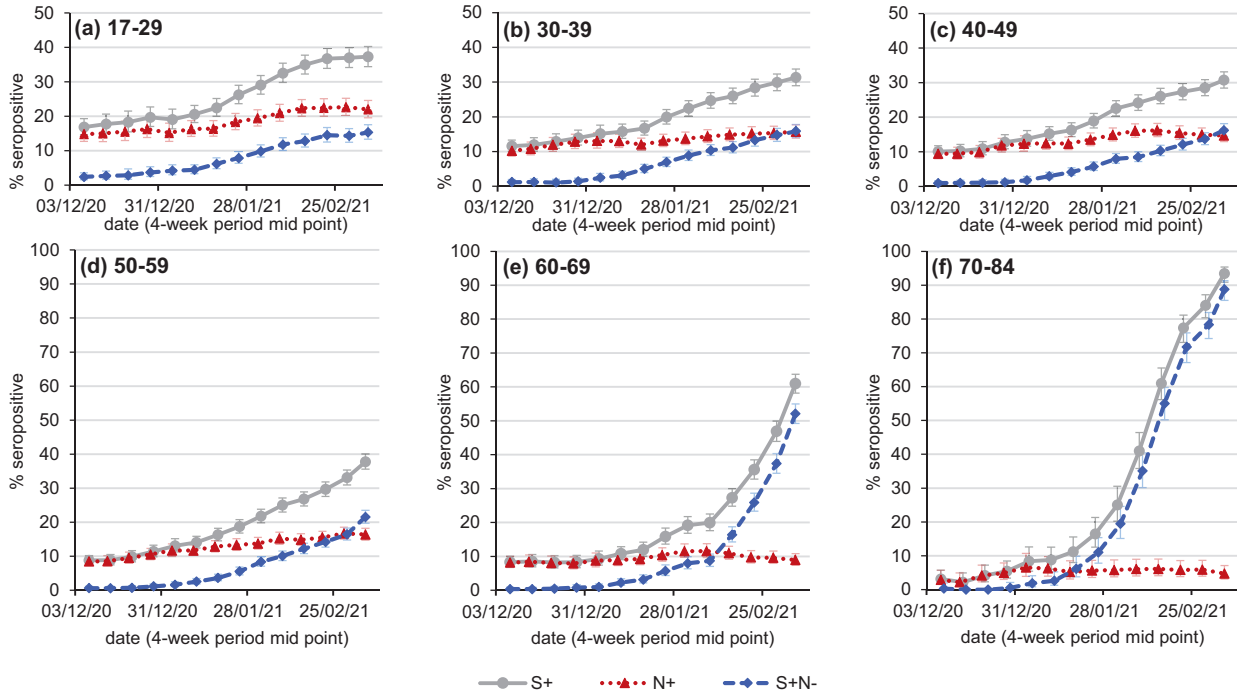 (a) 17-29
(b) 30-39
(c) 40-49
% seropositive
50
40
30
20
10
0
03/12/20 31/12/20 28/01/21 25/02/21
date (4-week period mid point)
% seropositive
50
40
30
20
10
0
03/12/20 31/12/20 28/01/21 25/02/21
date (4-week period mid point)
% seropositive
50
40
30
20
10
0
03/12/20 31/12/20 28/01/21 25/02/21
date (4-week period mid point)
(d) 50-59
(e) 60-69
(f) 70-84
% seropositive
100
90
80
70
60
50
40
30
20
10
0
03/12/20 31/12/20 28/01/21 25/02/21
date (4-week period mid point)
% seropositive
100
90
80
70
60
50
40
30
20
10
0
03/12/20 31/12/20 28/01/21 25/02/21
date (4-week period mid point)
% seropositive
100
90
80
70
60
50
40
30
20
10
0
03/12/20 31/12/20 28/01/21 25/02/21
date (4-week period mid point)
S+ N+ S+N-